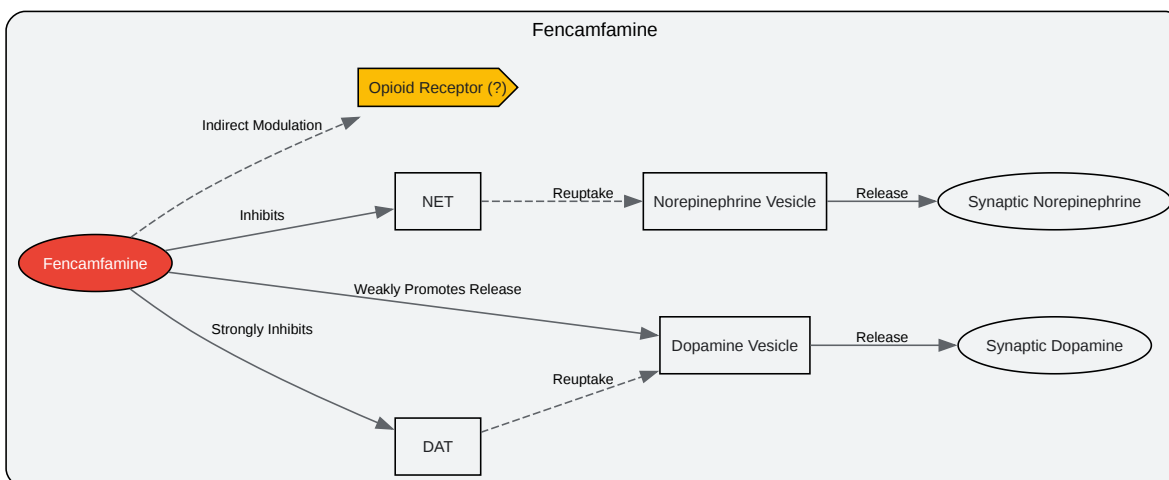 Fencamfamine
Opioid Receptor (?)
Indirect Modulation
Inhibits
NET
Reuptake
Norepinephrine Vesicle
Release
Synaptic Norepinephrine
Fencamfamine
Weakly Promotes Release
Strongly Inhibits
Dopamine Vesicle
Release
Synaptic Dopamine
Reuptake
DAT